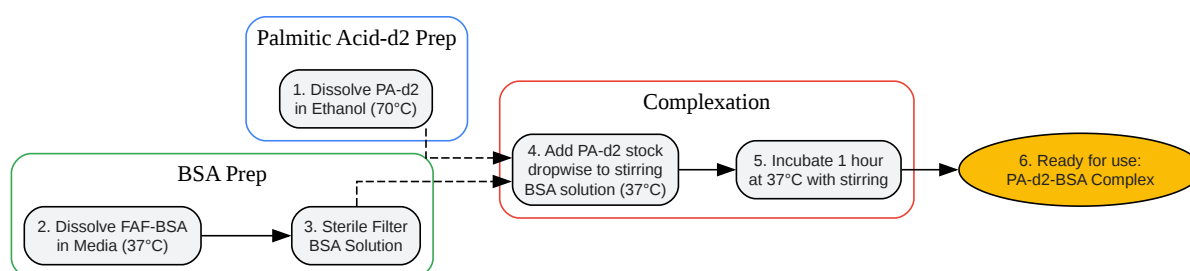 Palmitic Acid-d2 Prep
1. Dissolve PA-d2
in Ethanol (70°C)
BSA Prep
2. Dissolve FAF-BSA
in Media (37°C)
3. Sterile Filter
BSA Solution
Complexation
4. Add PA-d2 stock
dropwise to stirring
BSA solution (37°C)
5. Incubate 1 hour
at 37°C with stirring
6. Ready for use:
PA-d2-BSA Complex